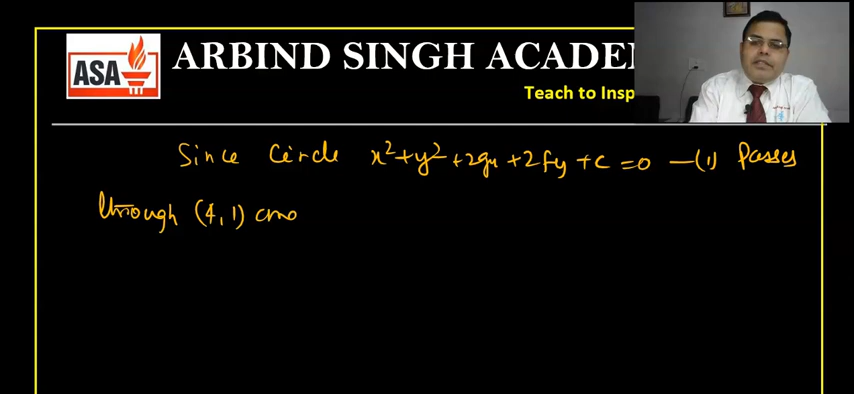 ASA
ARBIND SINGH ACADEM
Teach to Insp
Since Circle x²+y²+2gx+2fy+c=0 —(1) Passes
through (4,1) and